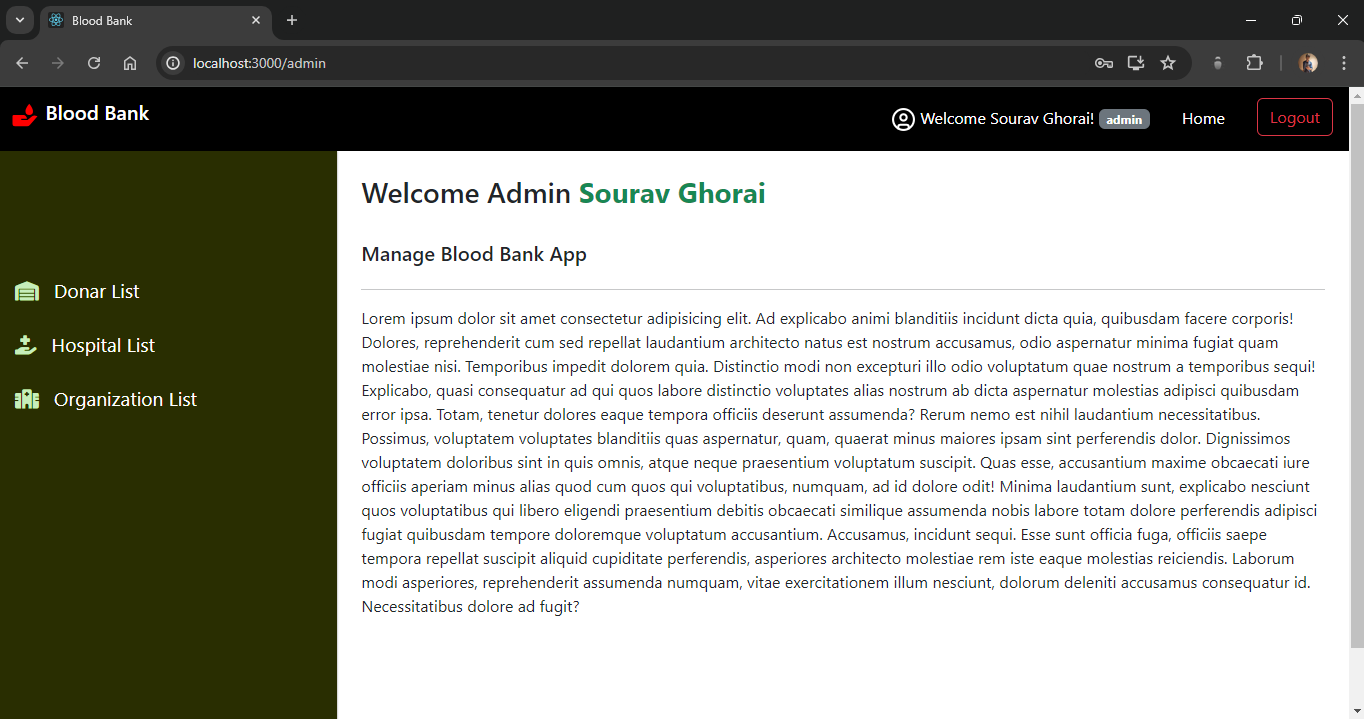 Blood Bank
localhost:3000/admin
Blood Bank
Welcome Sourav Ghorai! admin Home Logout
Welcome Admin Sourav Ghorai
Manage Blood Bank App
Donar List
Hospital List
Organization List
Lorem ipsum dolor sit amet consectetur adipisicing elit. Ad explicabo animi blanditiis incidunt dicta quia, quibusdam facere corporis!
Dolores, reprehenderit cum sed repellat laudantium architecto natus est nostrum accusamus, odio aspernatur minima fugiat quam
molestiae nisi. Temporibus impedit dolorem quia. Distinctio modi non excepturi illo odio voluptatum quae nostrum a temporibus sequi!
Explicabo, quasi consequatur ad qui quos labore distinctio voluptates alias nostrum ab dicta aspernatur molestias adipisci quibusdam
error ipsa. Totam, tenetur dolores eaque tempora officiis deserunt assumenda? Rerum nemo est nihil laudantium necessitatibus.
Possimus, voluptatem voluptates blanditiis quas aspernatur, quam, quaerat minus maiores ipsam sint perferendis dolor. Dignissimos
voluptatem doloribus sint in quis omnis, atque neque praesentium voluptatum suscipit. Quas esse, accusantium maxime obcaecati iure
officiis aperiam minus alias quod cum quos qui voluptatibus, numquam, ad id dolore odit! Minima laudantium sunt, explicabo nesciunt
quos voluptatibus qui libero eligendi praesentium debitis obcaecati similique assumenda nobis labore totam dolore perferendis adipisci
fugiat quibusdam tempore doloremque voluptatum accusantium. Accusamus, incidunt sequi. Esse sunt officia fuga, officiis saepe
tempora repellat suscipit aliquid cupiditate perferendis, asperiores architecto molestiae rem iste eaque molestias reiciendis. Laborum
modi asperiores, reprehenderit assumenda numquam, vitae exercitationem illum nesciunt, dolorum deleniti accusamus consequatur id.
Necessitatibus dolore ad fugit?